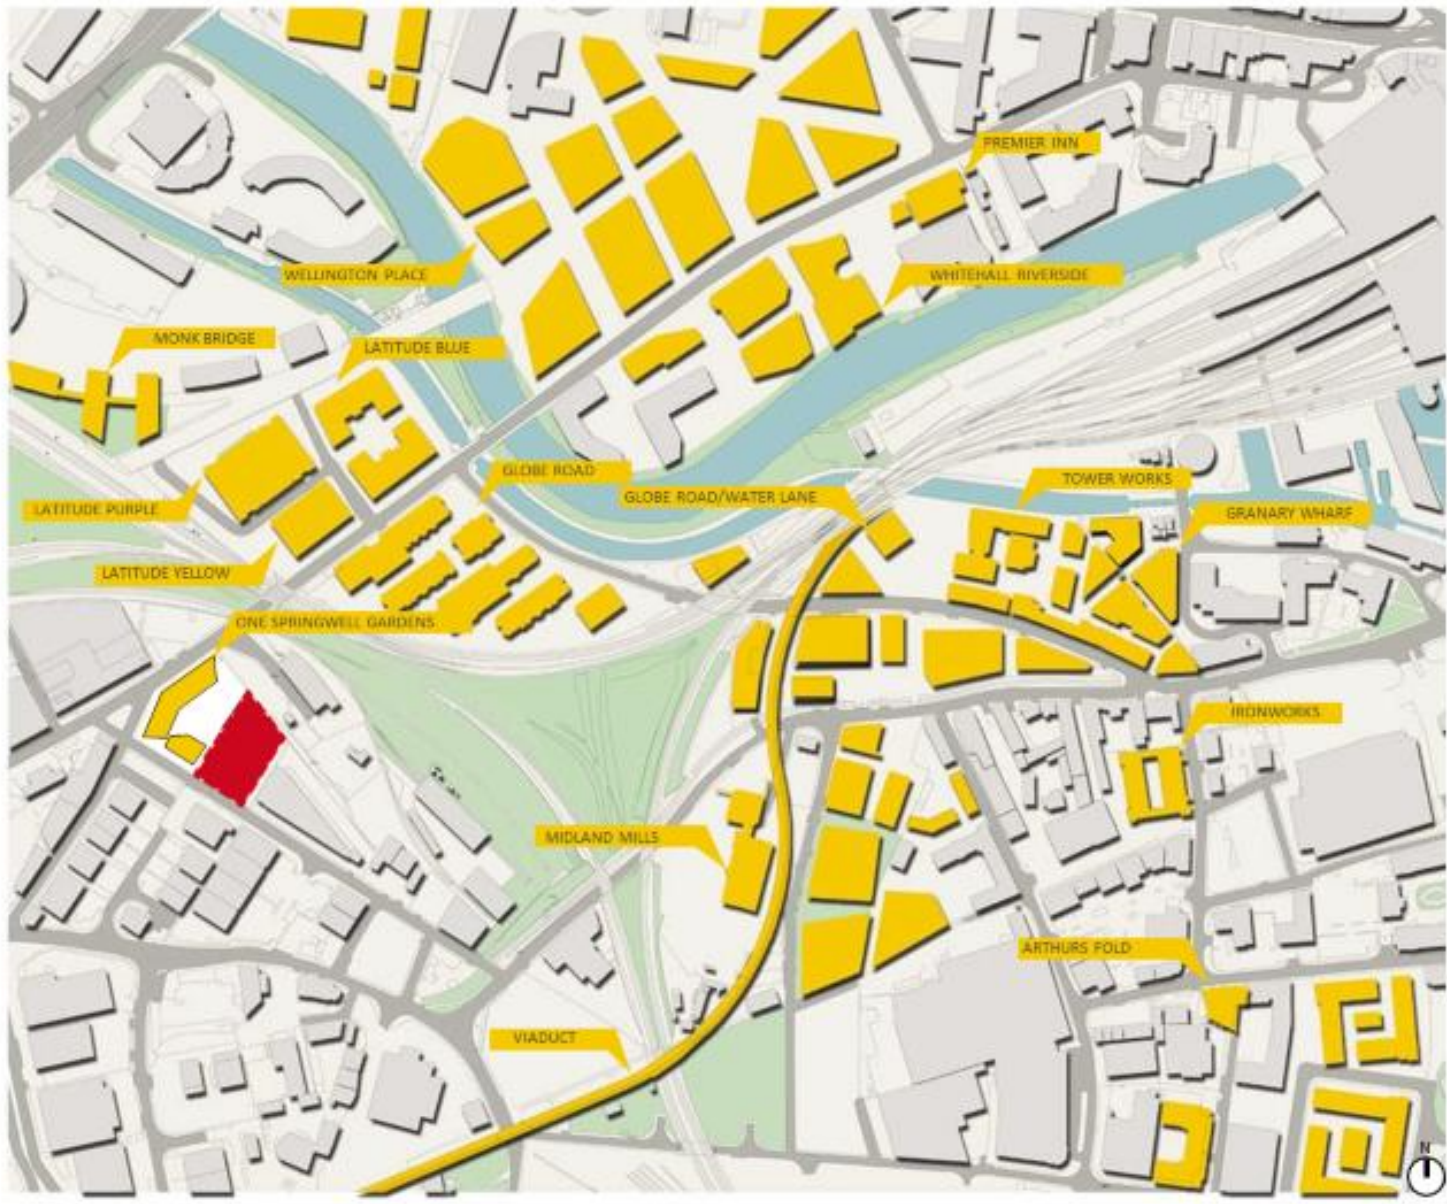 PREMIER INN
WELLINGTON PLACE
WHITEHALL RIVERSIDE
MONK BRIDGE
LATITUDE BLUE
GLOBE ROAD
GLOBE ROAD/WATER LANE
TOWER WORKS
LATITUDE PURPLE
GRANARY WHARF
LATITUDE YELLOW
ONE SPRINGWELL GARDENS
IRONWORKS
MIDLAND MILLS
ARTHURS FOLD
VIADUCT
N